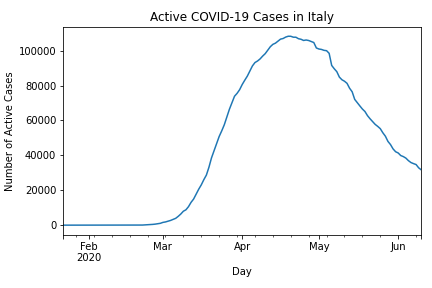 Active COVID-19 Cases in Italy
Number of Active Cases
100000
80000
60000
40000
20000
0
Feb
2020
Mar
Apr
May
Jun
Day